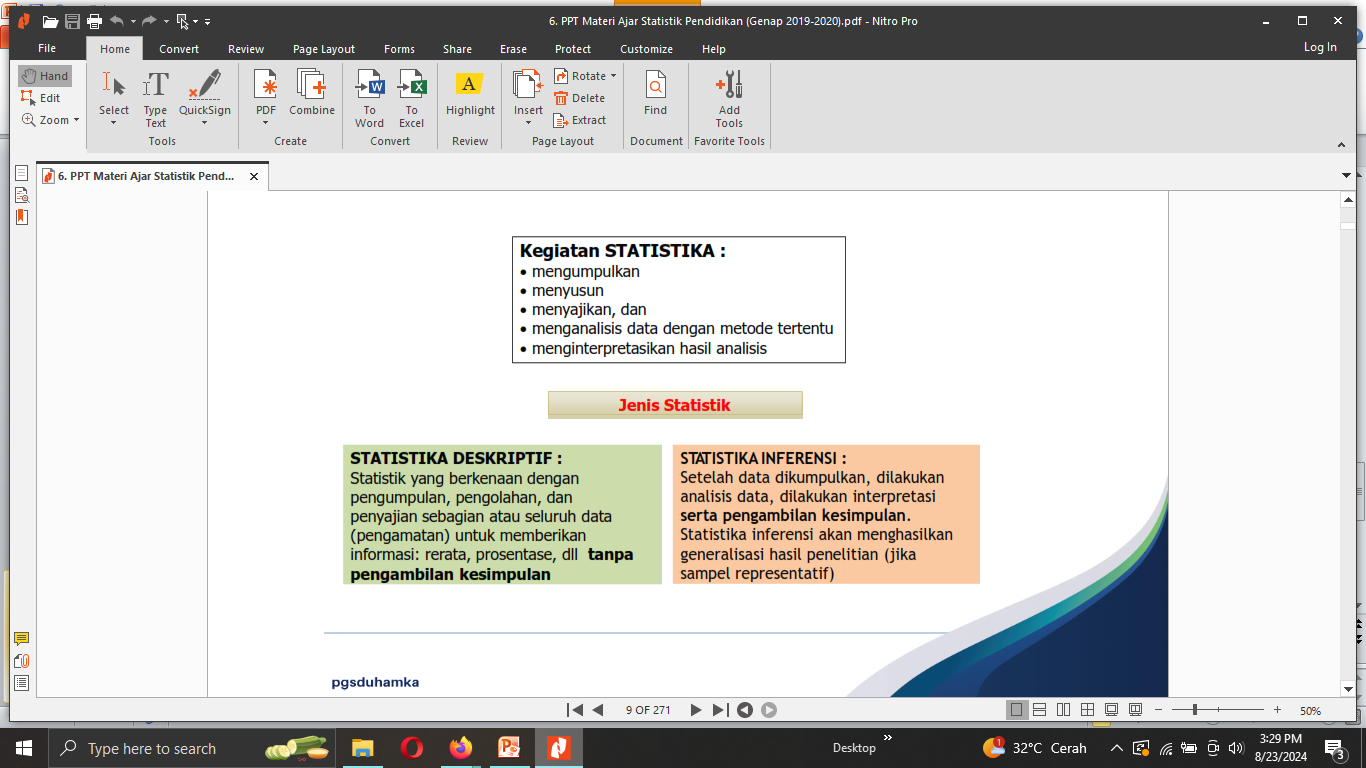 6. PPT Materi Ajar Statistik Pendidikan (Genap 2019-2020).pdf - Nitro Pro
File Home Convert Review Page Layout Forms Share Erase Protect Customize Help Log In
Hand
Edit
Zoom
Select
Type Text
QuickSign
Tools
PDF
Combine
Create
To Word
To Excel
Convert
Highlight
Review
Insert
Rotate
Delete
Extract
Page Layout
Find
Document
Add Tools
Favorite Tools
6. PPT Materi Ajar Statistik Pend...
Kegiatan STATISTIKA :
• mengumpulkan
• menyusun
• menyajikan, dan
• menganalisis data dengan metode tertentu
• menginterpretasikan hasil analisis
Jenis Statistik
STATISTIKA DESKRIPTIF :
Statistik yang berkenaan dengan
pengumpulan, pengolahan, dan
penyajian sebagian atau seluruh data
(pengamatan) untuk memberikan
informasi: rerata, prosentase, dll tanpa
pengambilan kesimpulan
STATISTIKA INFERENSI :
Setelah data dikumpulkan, dilakukan
analisis data, dilakukan interpretasi
serta pengambilan kesimpulan.
Statistika inferensi akan menghasilkan
generalisasi hasil penelitian (jika
sampel representatif)
pgsduhamka
9 OF 271
50%
Type here to search
Desktop
1
32°C Cerah
3:29 PM
8/23/2024
3